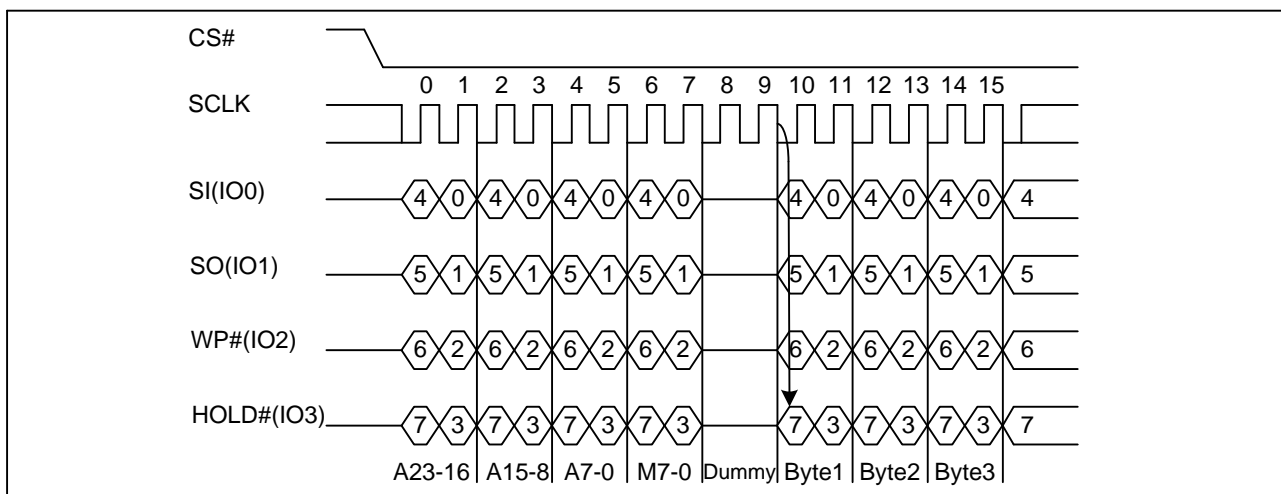 CS#
0 1 2 3 4 5 6 7 8 9 10 11 12 13 14 15
SCLK
SI(IO0) 4 0 4 0 4 0 4 0 4 0 4 0 4 0 4
SO(IO1) 5 1 5 1 5 1 5 1 5 1 5 1 5 1 5
WP#(IO2) 6 2 6 2 6 2 6 2 6 2 6 2 6 2 6
HOLD#(IO3) 7 3 7 3 7 3 7 3 7 3 7 3 7 3 7
A23-16 A15-8 A7-0 M7-0 Dummy Byte1 Byte2 Byte3